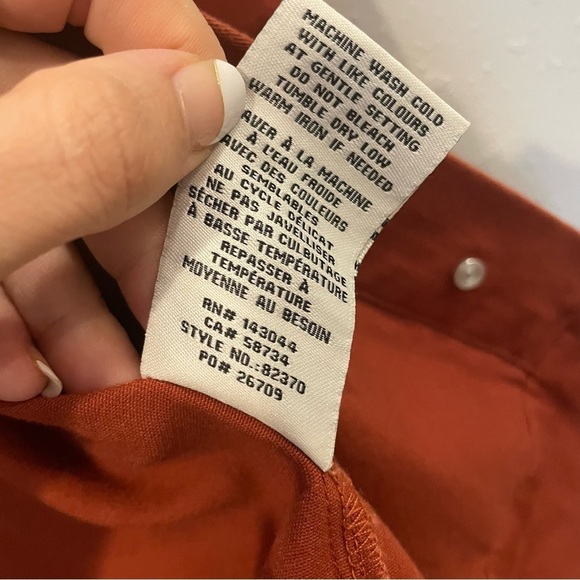 MACHINE WASH COLD
WITH LIKE COLOURS
AT GENTLE SETTING
DO NOT BLEACH
TUMBLE DRY LOW
WARM IRON IF NEEDED
AVER À LA MACHINE
À L'EAU FROIDE
AVEC DES COULEURS
SEMBLABLES
AU CYCLE DÉLICAT
NE PAS JAVELLISER
SÉCHER PAR CULBUTAGE
À BASSE TEMPÉRATURE
REPASSER À
TEMPÉRATURE
MOYENNE AU BESOIN
RN# 143044
CA# 58734
STYLE NO.:82370
PO# 26709